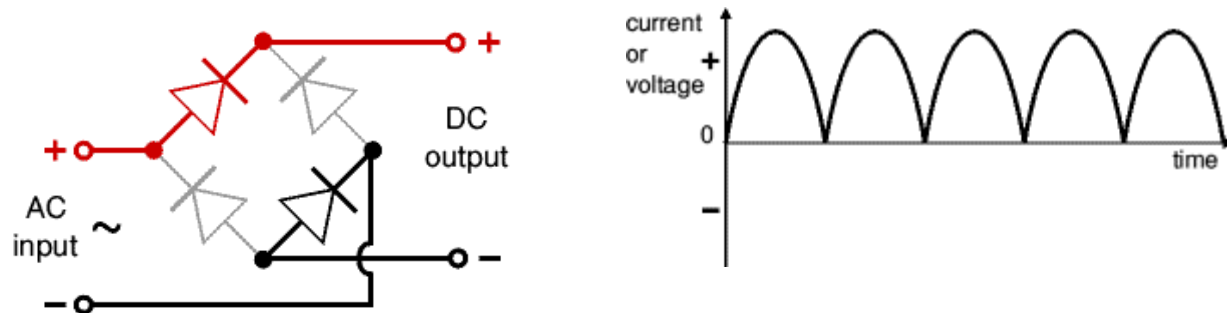 +
+
AC
input ~
−
DC
output
−
current
or
voltage
+
0
−
time